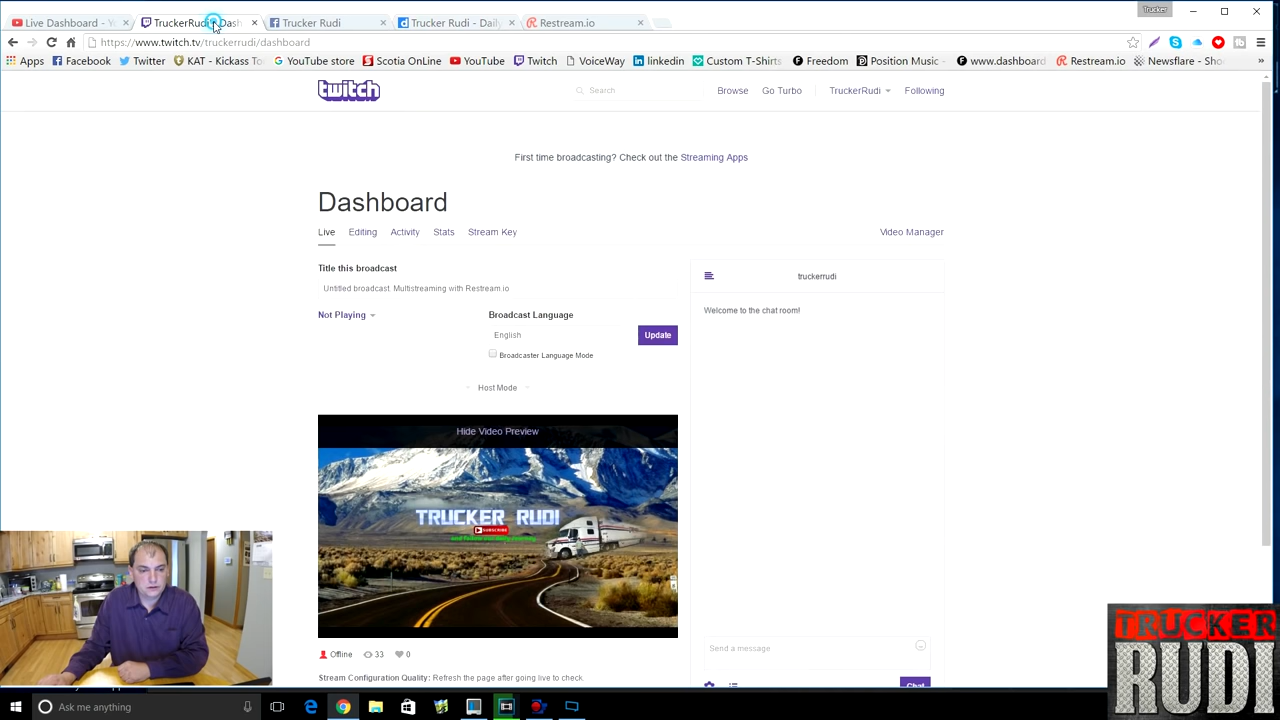 Trucker
Live Dashboard - Y
TruckerRudi - Dash
Trucker Rudi
Trucker Rudi - Daily
Restream.io
https://www.twitch.tv/truckerrudi/dashboard
Apps
Facebook
Twitter
KAT - Kickass To
YouTube store
Scotia OnLine
YouTube
Twitch
VoiceWay
linkedin
Custom T-Shirts
Freedom
Position Music -
www.dashboard
Restream.io
Newsflare - Sho
»
twitch
Search
Browse
Go Turbo
TruckerRudi
Following
First time broadcasting? Check out the Streaming Apps
Dashboard
Live
Editing
Activity
Stats
Stream Key
Video Manager
Title this broadcast
truckerrudi
Untitled broadcast. Multistreaming with Restream.io
Welcome to the chat room!
Not Playing
Broadcast Language
English
Update
Broadcaster Language Mode
Host Mode
Hide Video Preview
TRUCKER RUDI
SUBSCRIBE
Offline
33
0
Send a message
Stream Configuration Quality: Refresh the page after going live to check.
Chat
TRUCKER
RUDI
Ask me anything